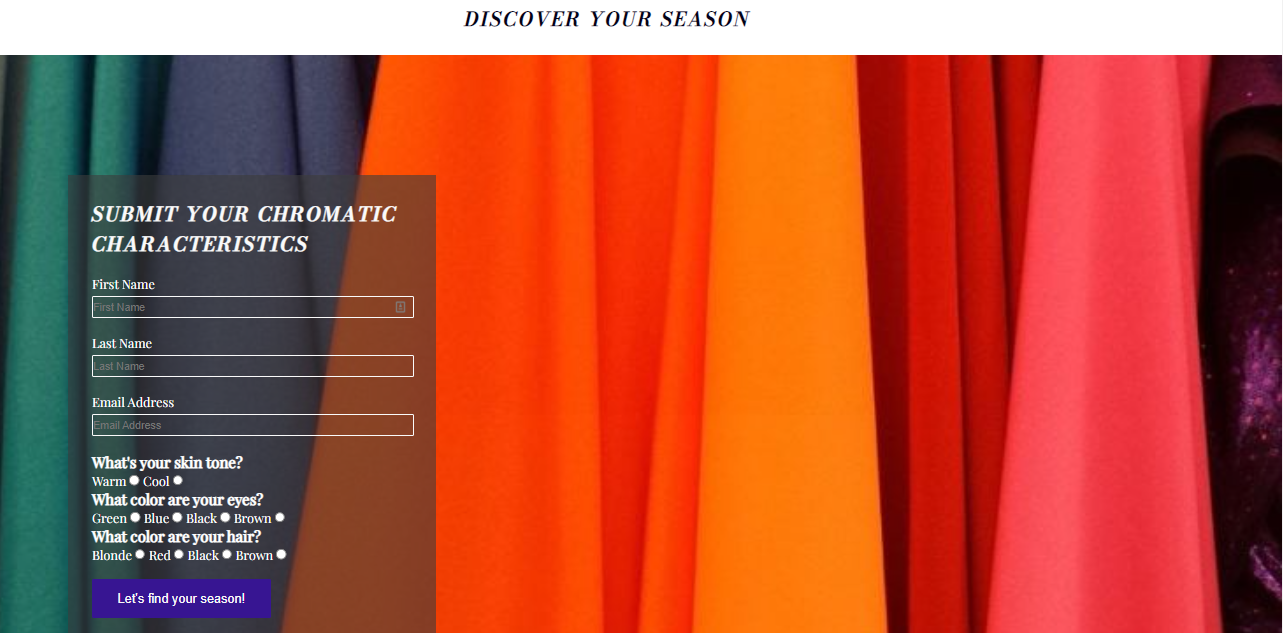 DISCOVER YOUR SEASON
SUBMIT YOUR CHROMATIC
CHARACTERISTICS
First Name
First Name
Last Name
Last Name
Email Address
Email Address
What's your skin tone?
Warm Cool
What color are your eyes?
Green Blue Black Brown
What color are your hair?
Blonde Red Black Brown
Let's find your season!